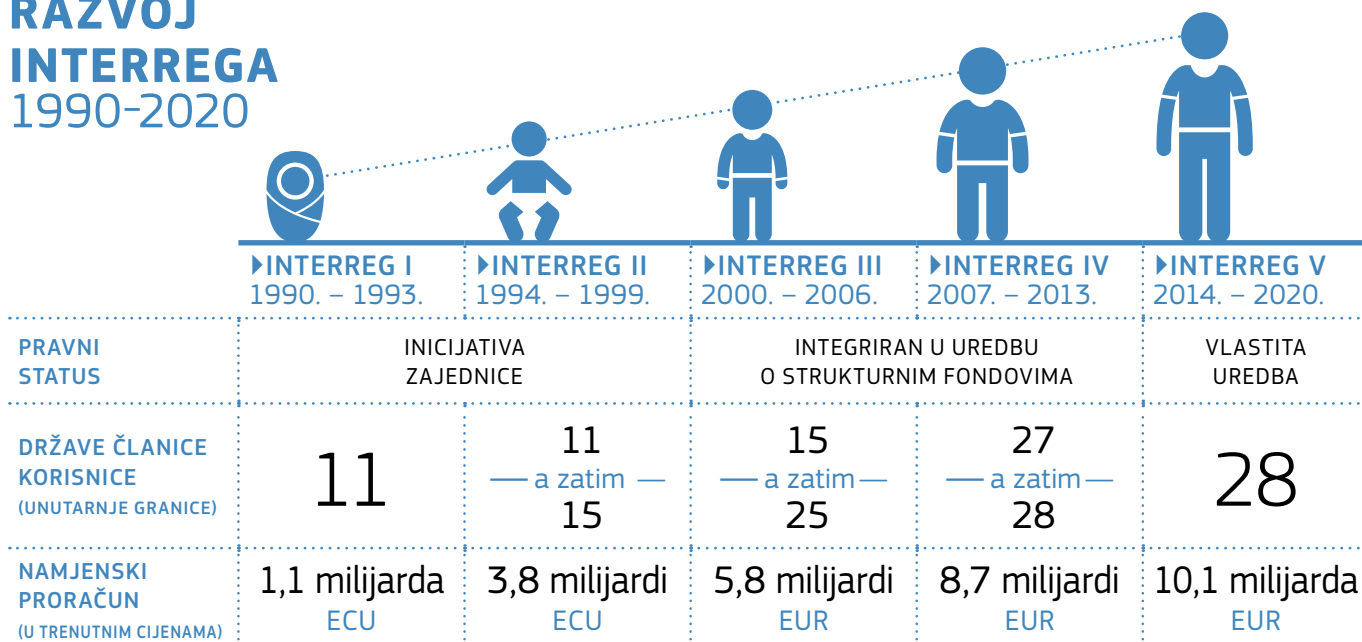 RAZVOJ
INTERREGA
1990-2020
INTERREG I
1990. – 1993.
INTERREG II
1994. – 1999.
INTERREG III
2000. – 2006.
INTERREG IV
2007. – 2013.
INTERREG V
2014. – 2020.
PRAVNI
STATUS
INICIJATIVA
ZAJEDNICE
INTEGRIRAN U UREDBU
O STRUKTURNIM FONDOVIMA
VLASTITA
UREDBA
DRŽAVE ČLANICE
KORISNICE
(UNUTARNJE GRANICE)
11
11
— a zatim —
15
15
— a zatim —
25
27
— a zatim —
28
28
NAMJENSKI
PRORAČUN
(U TRENUTNIM CIJENAMA)
1,1 milijarda
ECU
3,8 milijardi
ECU
5,8 milijardi
EUR
8,7 milijardi
EUR
10,1 milijarda
EUR